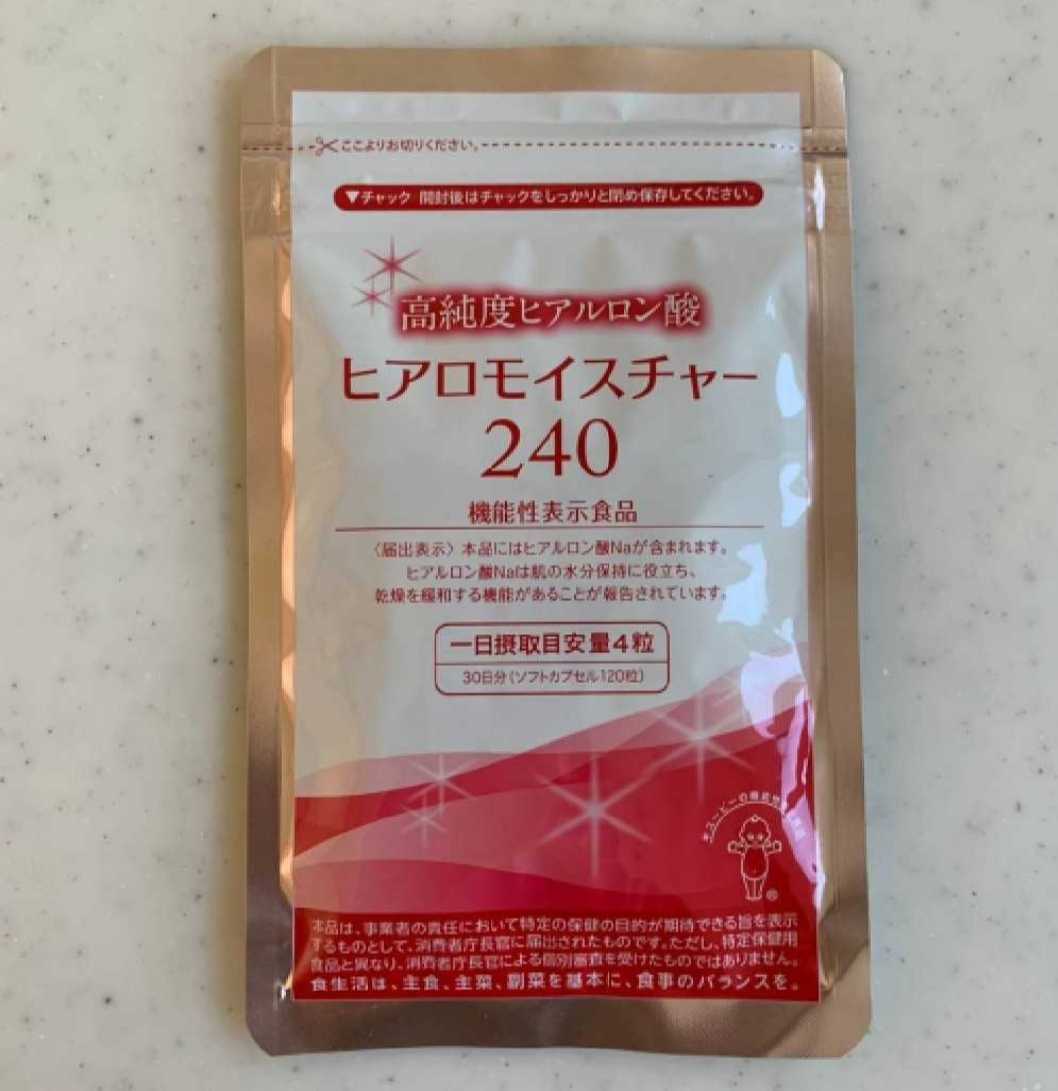 ここよりお切りください。
▼チャック 開封後はチャックをしっかりと閉め保存してください。
高純度ヒアルロン酸
ヒアロモイスチャー
240
機能性表示食品
〈届出表示〉本品にはヒアルロン酸Naが含まれます。
ヒアルロン酸Naは肌の水分保持に役立ち、
乾燥を緩和する機能があることが報告されています。
一日摂取目安量4粒
30日分(ソフトカプセル120粒)
キユーピーの機能性
®
本品は、事業者の責任において特定の保健の目的が期待できる旨を表示
するものとして、消費者庁長官に届出されたものです。ただし、特定保健用
食品と異なり、消費者庁長官による個別審査を受けたものではありません。
食生活は、主食、主菜、副菜を基本に、食事のバランスを。